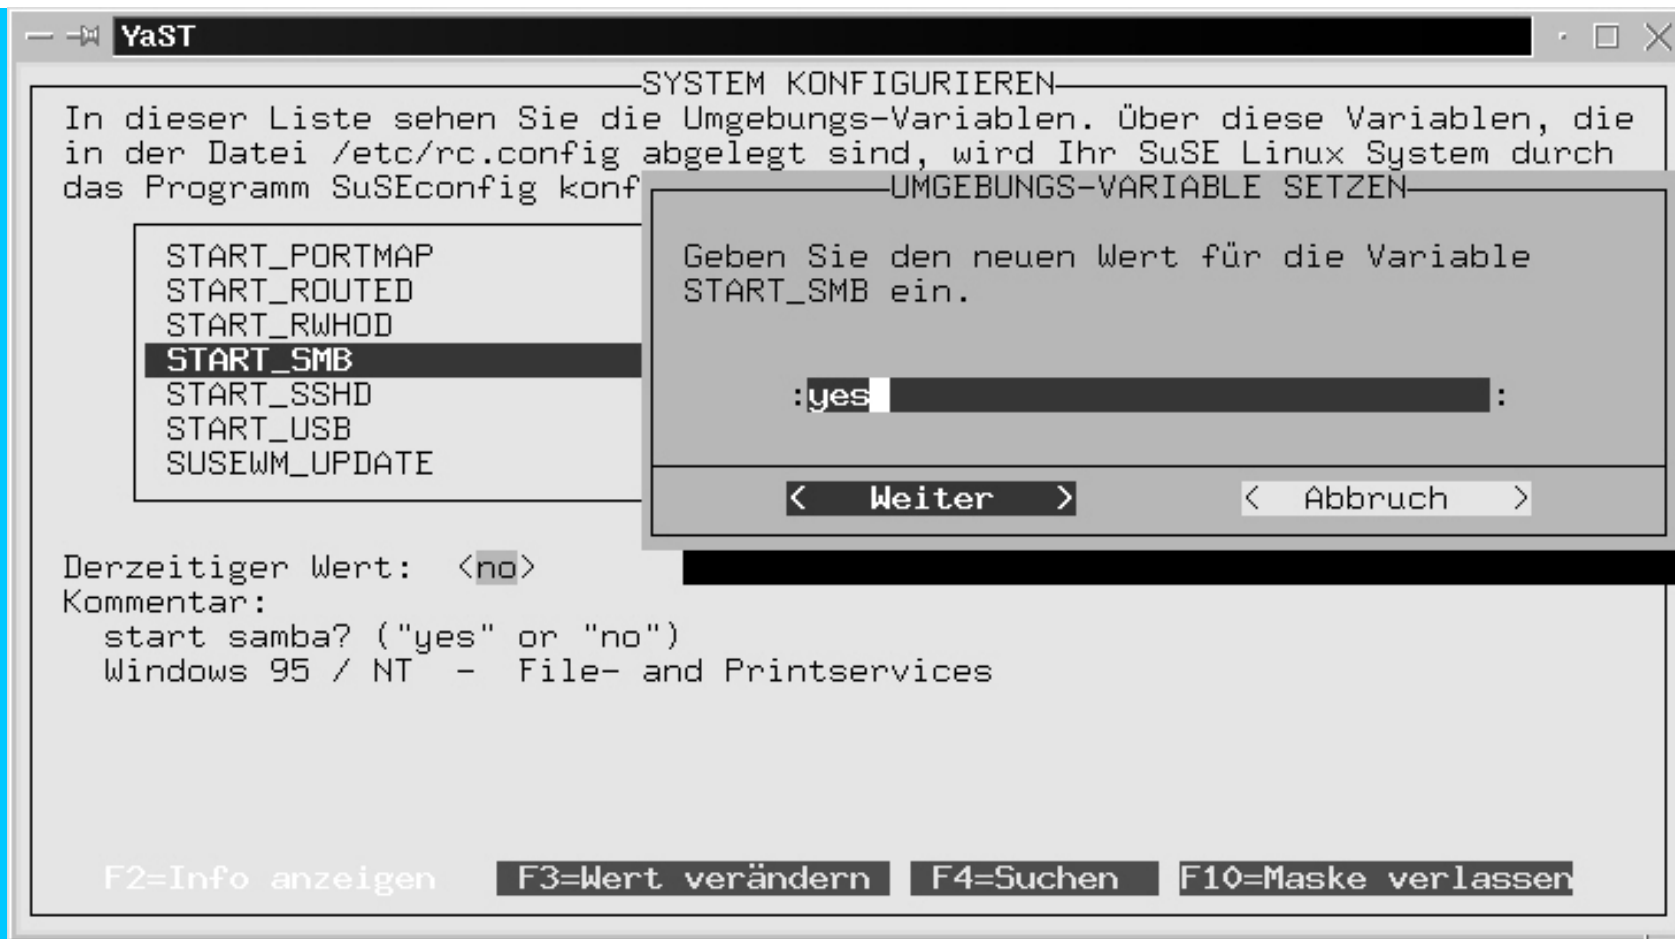 YaST
SYSTEM KONFIGURIEREN
In dieser Liste sehen Sie die Umgebungs-Variablen. Über diese Variablen, die
in der Datei /etc/rc.config abgelegt sind, wird Ihr SuSE Linux System durch
das Programm SuSEconfig konf
START_PORTMAP
START_ROUTED
START_RWHOD
START_SMB
START_SSHD
START_USB
SUSEWM_UPDATE
UMGEBUNGS-VARIABLE SETZEN
Geben Sie den neuen Wert für die Variable
START_SMB ein.
:yes :
< Weiter > < Abbruch >
Derzeitiger Wert: <no>
Kommentar:
start samba? ("yes" or "no")
Windows 95 / NT - File- and Printservices
F2=Info anzeigen F3=Wert verändern F4=Suchen F10=Maske verlassen